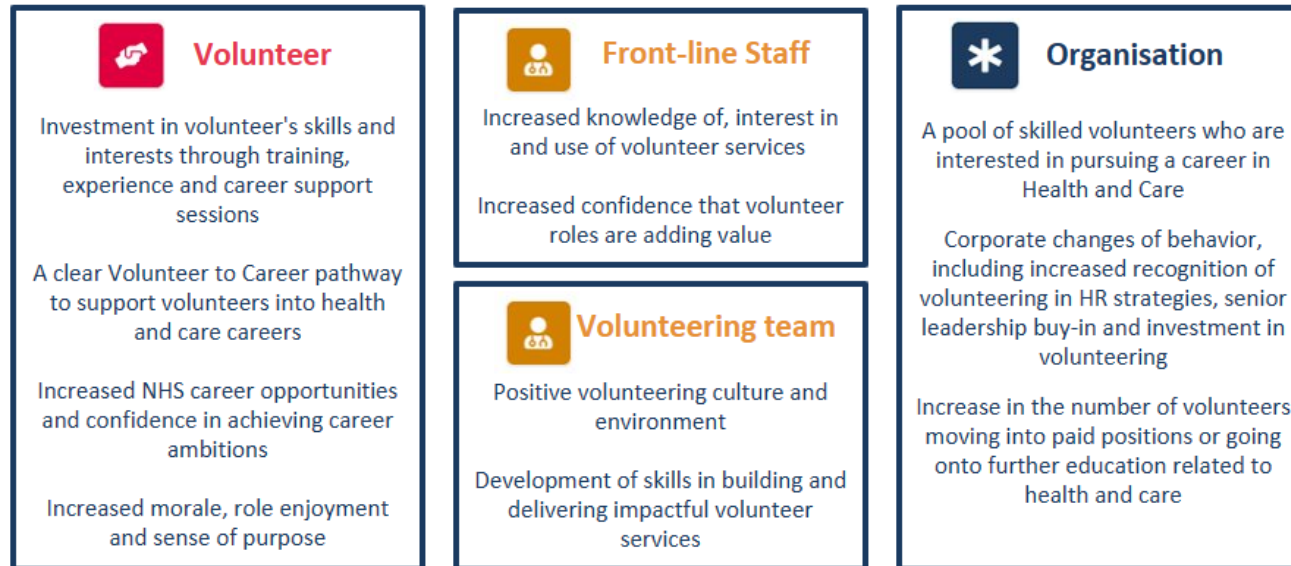 Volunteer
Investment in volunteer's skills and
interests through training,
experience and career support
sessions
A clear Volunteer to Career pathway
to support volunteers into health
and care careers
Increased NHS career opportunities
and confidence in achieving career
ambitions
Increased morale, role enjoyment
and sense of purpose
Front-line Staff
Increased knowledge of, interest in
and use of volunteer services
Increased confidence that volunteer
roles are adding value
Volunteering team
Positive volunteering culture and
environment
Development of skills in building and
delivering impactful volunteer
services
Organisation
A pool of skilled volunteers who are
interested in pursuing a career in
Health and Care
Corporate changes of behavior,
including increased recognition of
volunteering in HR strategies, senior
leadership buy-in and investment in
volunteering
Increase in the number of volunteers
moving into paid positions or going
onto further education related to
health and care